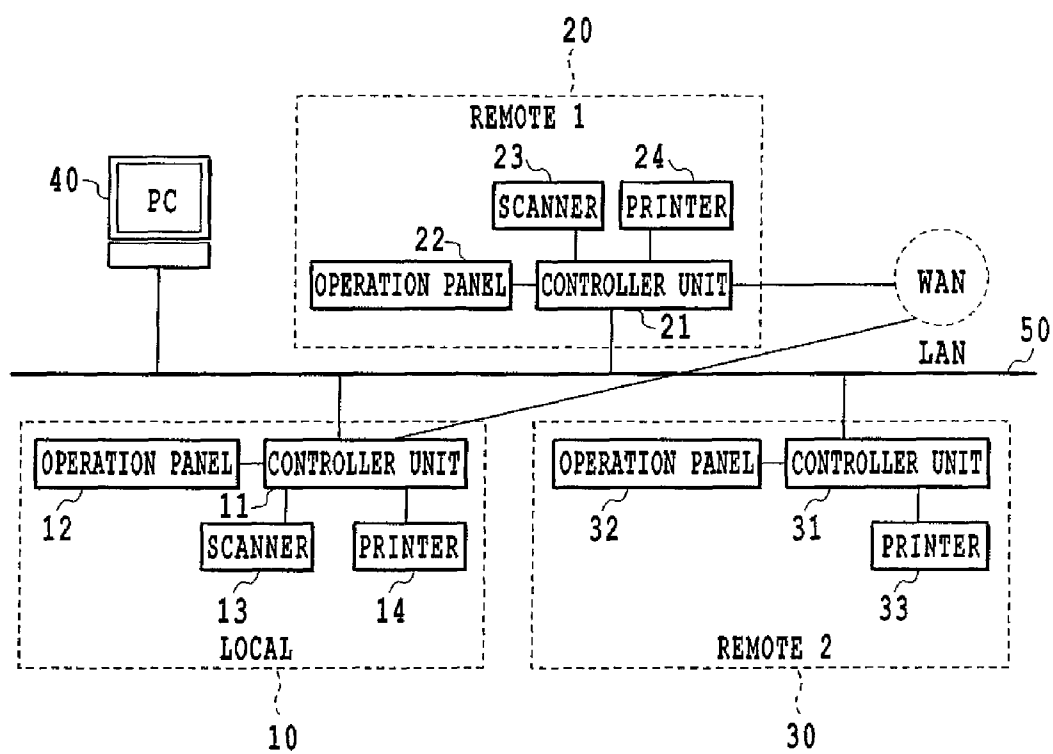 20
REMOTE 1
23
24
40
PC
SCANNER
PRINTER
22
OPERATION PANEL
CONTROLLER UNIT
21
WAN
LAN
50
OPERATION PANEL
CONTROLLER UNIT
12
11
SCANNER
PRINTER
13
14
LOCAL
10
OPERATION PANEL
CONTROLLER UNIT
32
31
PRINTER
33
REMOTE 2
30